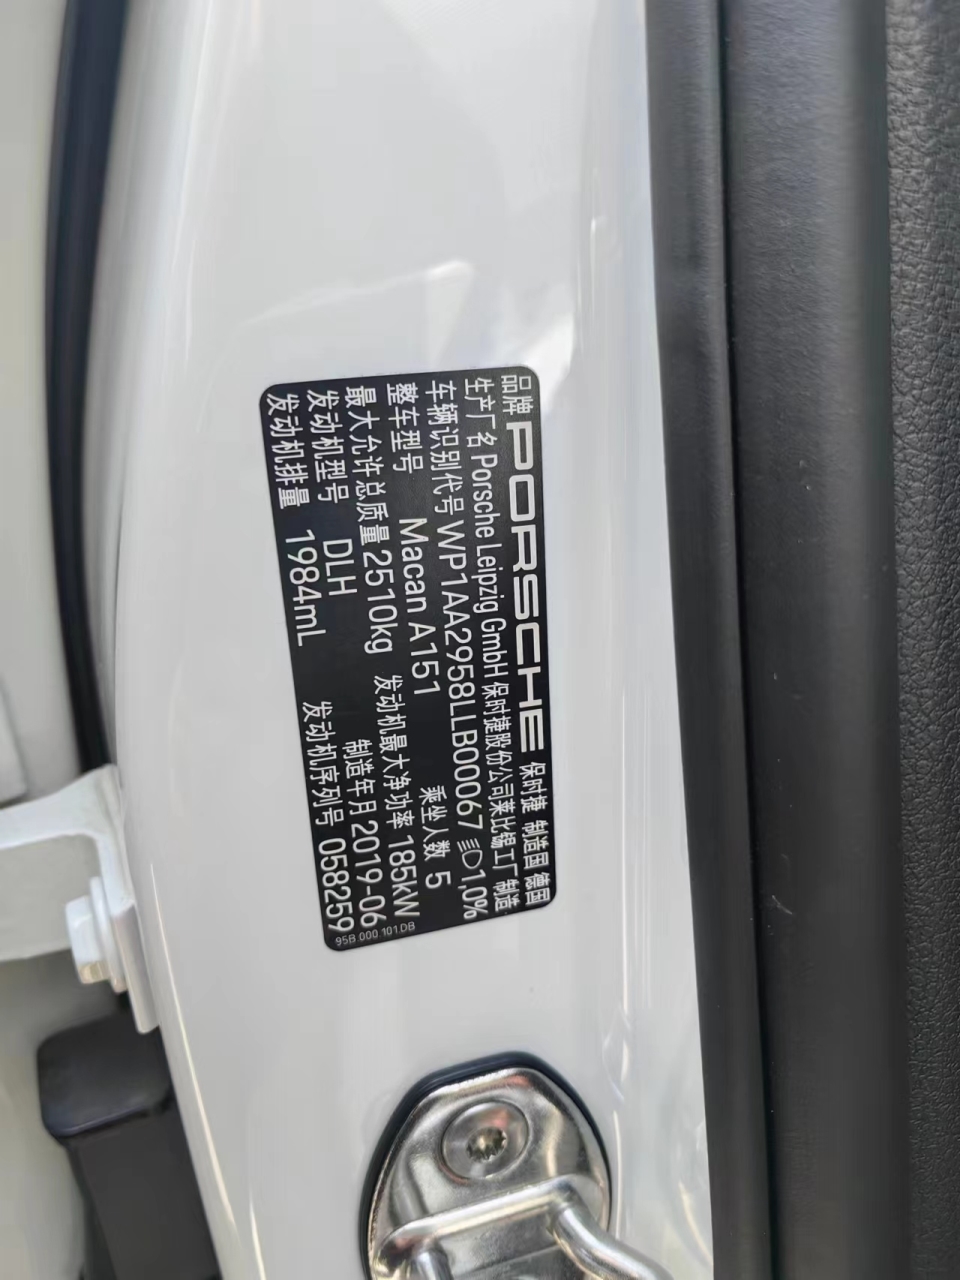 品牌 PORSCHE 保时捷 制造国 德国
生产厂名 Porsche Leipzig GmbH 保时捷股份公司莱比锡工厂制造
车辆识别代号 WP1AA2958LLB00067 1,0%
整车型号 Macan A151 乘坐人数 5
最大允许总质量 2510kg 发动机最大净功率 185kW
发动机型号 DLH 制造年月 2019-06
发动机排量 1984mL 发动机序列号 058259
95B.000.101.DB